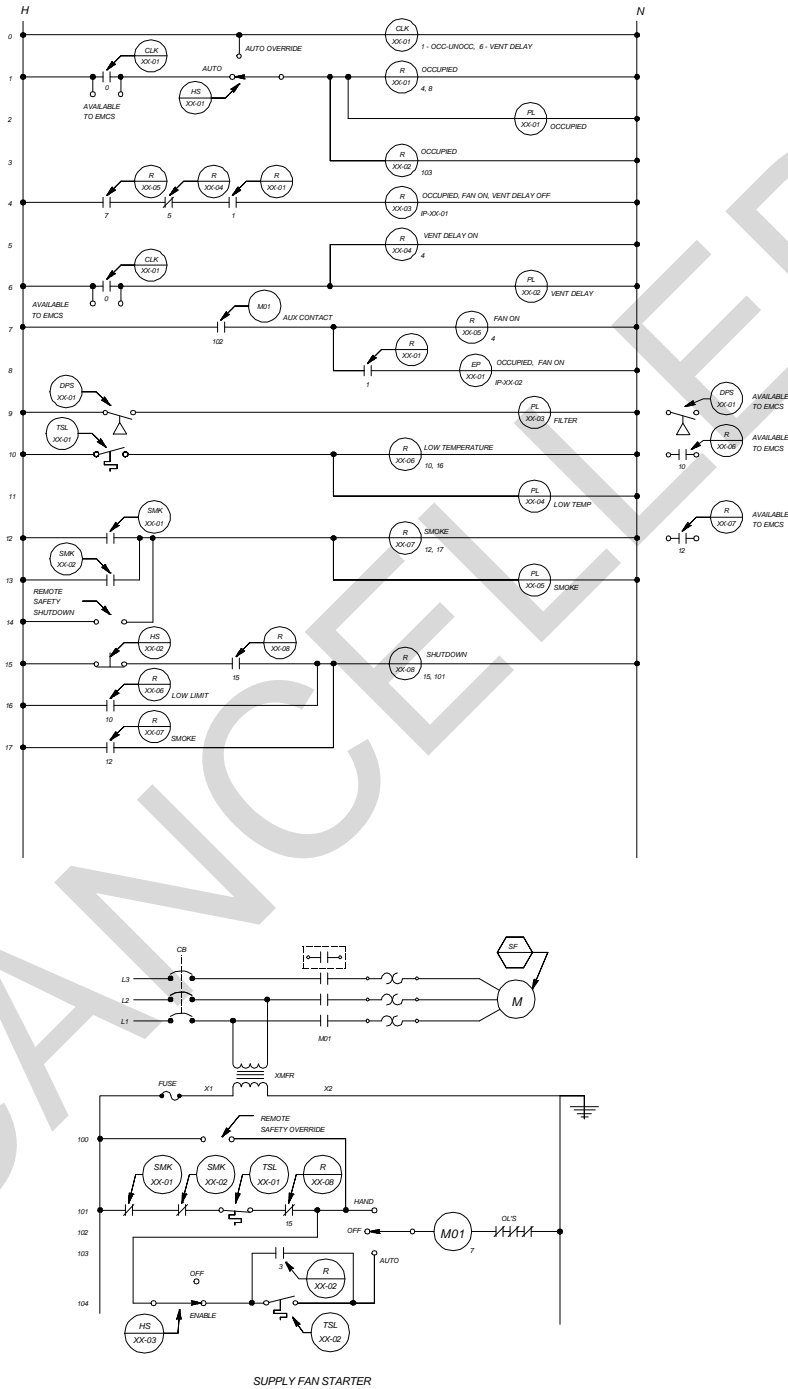 H
N
0
CLK
XX-01
1 - OCC-UNOCC, 6 - VENT DELAY
AUTO OVERRIDE
CLK
XX-01
AUTO
1
0
HS
XX-01
R
XX-01
OCCUPIED
4, 8
AVAILABLE
TO EMCS
2
PL
XX-01
OCCUPIED
3
R
XX-02
OCCUPIED
103
R
XX-05
R
XX-04
R
XX-01
4
7
5
1
R
XX-03
OCCUPIED, FAN ON, VENT DELAY OFF
IP-XX-01
5
R
XX-04
VENT DELAY ON
4
CLK
XX-01
6
0
PL
XX-02
VENT DELAY
AVAILABLE
TO EMCS
M01
AUX CONTACT
7
102
R
XX-05
FAN ON
4
R
XX-01
8
1
EP
XX-01
OCCUPIED, FAN ON
IP-XX-02
DPS
XX-01
9
PL
XX-03
FILTER
DPS
XX-01
AVAILABLE
TO EMCS
TSL
XX-01
10
R
XX-06
LOW TEMPERATURE
10, 16
R
XX-06
10
AVAILABLE
TO EMCS
11
PL
XX-04
LOW TEMP
SMK
XX-01
12
R
XX-07
SMOKE
12, 17
R
XX-07
12
AVAILABLE
TO EMCS
SMK
XX-02
13
PL
XX-05
SMOKE
REMOTE
SAFETY
SHUTDOWN
14
HS
XX-02
R
XX-08
15
15
R
XX-08
SHUTDOWN
15, 101
R
XX-06
LOW LIMIT
16
10
R
XX-07
SMOKE
17
12
CANCELLED
CB
SF
L3
L2
L1
M01
M
XMFR
FUSE
X1
X2
REMOTE
SAFETY OVERRIDE
100
SMK
XX-01
SMK
XX-02
TSL
XX-01
R
XX-08
101
15
HAND
102
OFF
M01
7
OL'S
103
AUTO
3
R
XX-02
OFF
104
ENABLE
HS
XX-03
TSL
XX-02
SUPPLY FAN STARTER